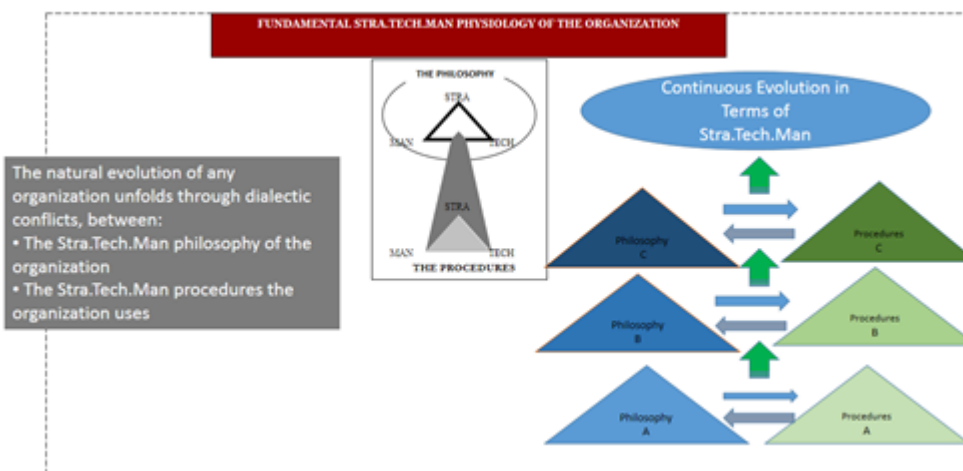 FUNDAMENTAL STRA.TECH.MAN PHYSIOLOGY OF THE ORGANIZATION
The natural evolution of any
organization unfolds through dialectic
conflicts, between:
• The Stra.Tech.Man philosophy of the
organization
• The Stra.Tech.Man procedures the
organization uses
THE PHILOSOPHY
STRA
MAN TECH
STRA
MAN TECH
THE PROCEDURES
Continuous Evolution in
Terms of
Stra.Tech.Man
Philosophy
C
Procedures
C
Philosophy
B
Procedures
B
Philosophy
A
Procedures
A